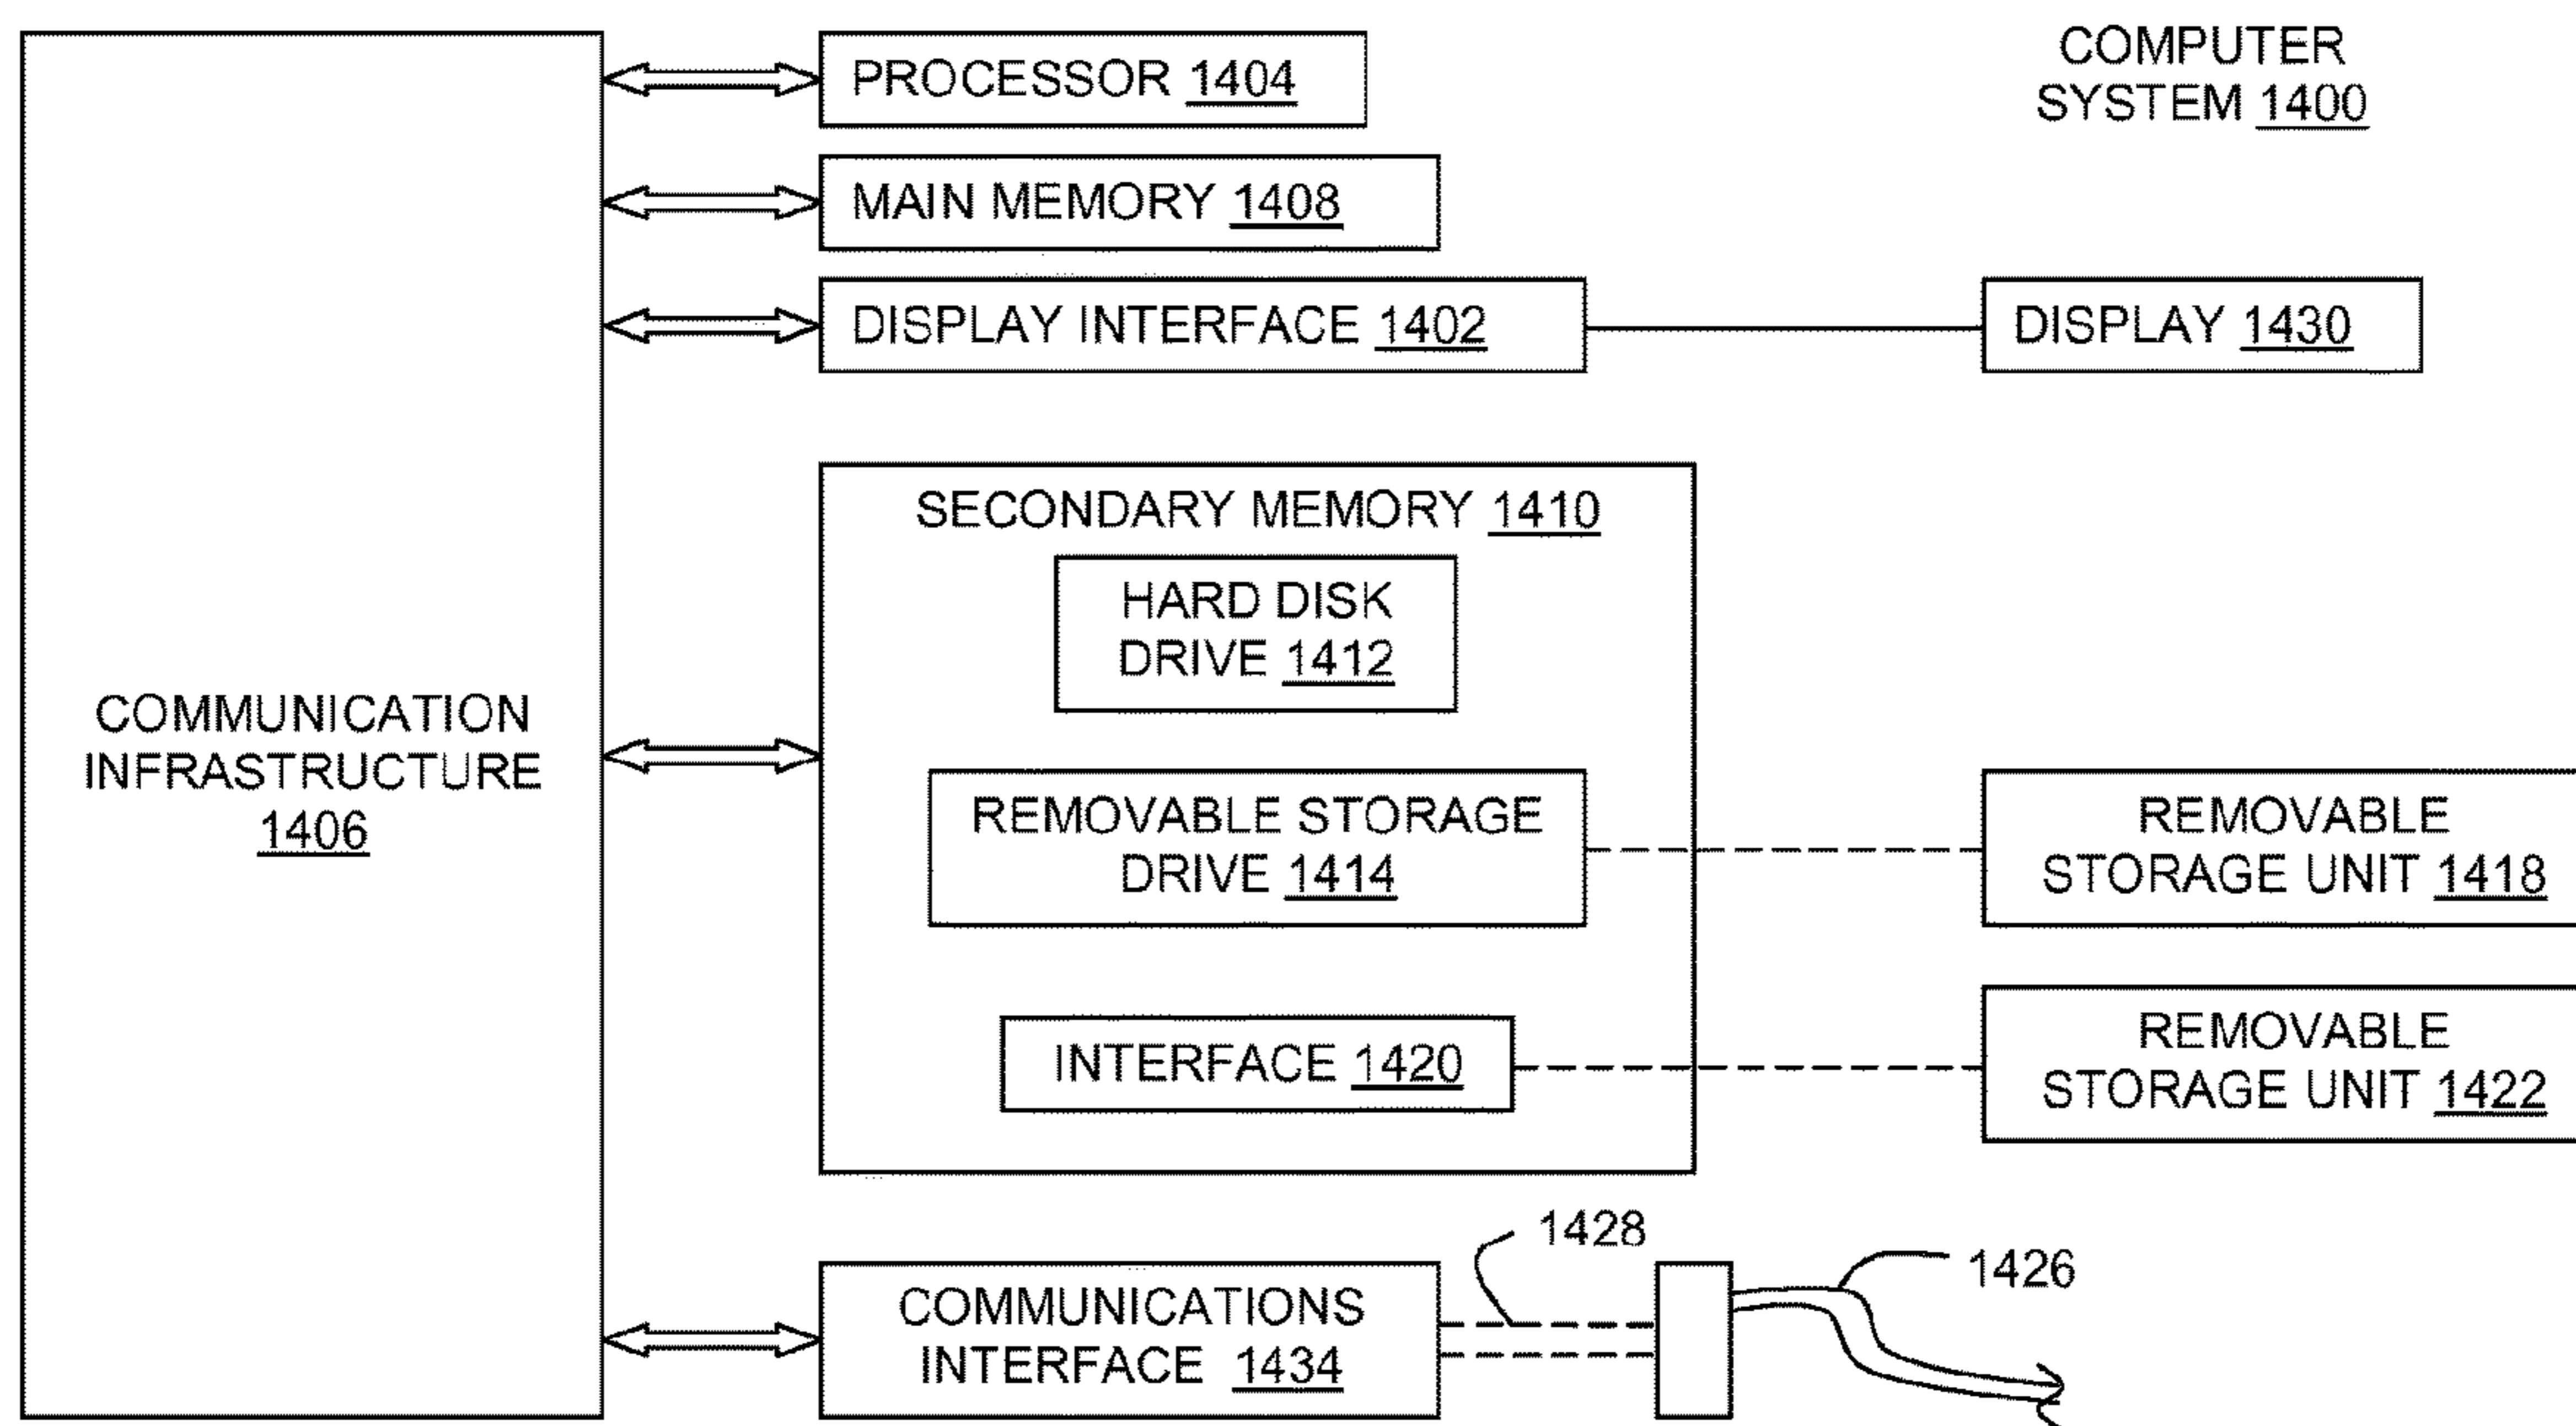 COMPUTER
SYSTEM 1400
PROCESSOR 1404
MAIN MEMORY 1408
DISPLAY INTERFACE 1402
DISPLAY 1430
COMMUNICATION
INFRASTRUCTURE
1406
SECONDARY MEMORY 1410
HARD DISK
DRIVE 1412
REMOVABLE STORAGE
DRIVE 1414
REMOVABLE
STORAGE UNIT 1418
INTERFACE 1420
REMOVABLE
STORAGE UNIT 1422
COMMUNICATIONS
INTERFACE 1434
1428
1426